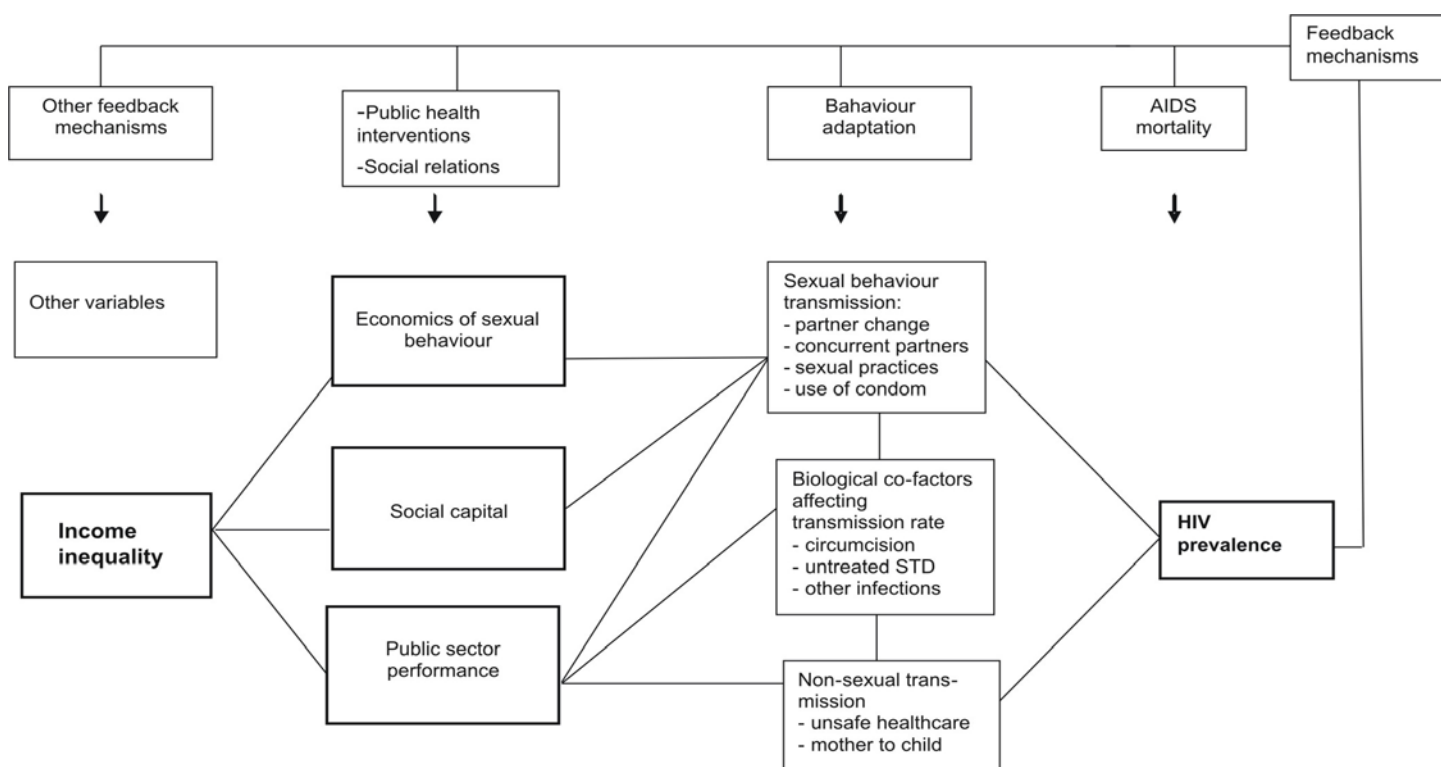 Feedback
mechanisms
Other feedback
mechanisms
-Public health
interventions
-Social relations
Bahaviour
adaptation
AIDS
mortality
Other variables
Economics of sexual
behaviour
Sexual behaviour
transmission:
- partner change
- concurrent partners
- sexual practices
- use of condom
Income
inequality
Social capital
Biological co-factors
affecting
transmission rate
- circumcision
- untreated STD
- other infections
HIV
prevalence
Public sector
performance
Non-sexual trans-
mission
- unsafe healthcare
- mother to child